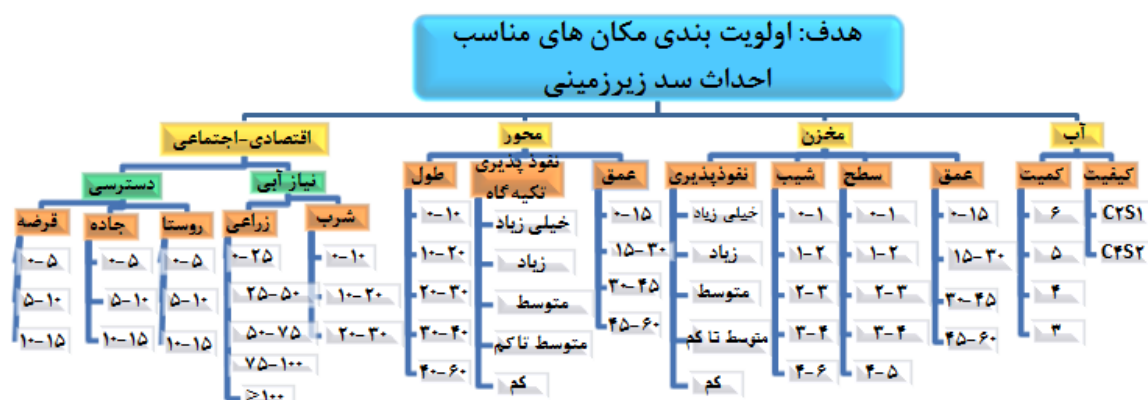 هدف: اولویت بندی مکان های مناسب
احداث سد زیرزمینی
آب
مخزن
محور
اقتصادی-اجتماعی
نیاز آبی
دسترسی
کیفیت
C۲S۱
C۴S۲
کمیت
۶
۵
۴
۳
عمق
۰-۱۵
۱۵-۳۰
۳۰-۴۵
۴۵-۶۰
سطح
۰-۱
۱-۲
۲-۳
۳-۴
۴-۵
شیب
۰-۱
۱-۲
۲-۳
۳-۴
۴-۶
نفوذپذیری
خیلی زیاد
زیاد
متوسط
متوسط تا کم
کم
عمق
۰-۱۵
۱۵-۳۰
۳۰-۴۵
۴۵-۶۰
نفوذ پذیری
تکیه گاه
خیلی زیاد
زیاد
متوسط
متوسط تا کم
کم
طول
۰-۱۰
۱۰-۲۰
۲۰-۳۰
۳۰-۴۰
۴۰-۶۰
شرب
۰-۱۰
۱۰-۲۰
۲۰-۳۰
زراعی
۰-۲۵
۲۵-۵۰
۵۰-۷۵
۷۵-۱۰۰
≥۱۰۰
روستا
۰-۵
۵-۱۰
۱۰-۱۵
جاده
۰-۵
۵-۱۰
۱۰-۱۵
قرضه
۰-۵
۵-۱۰
۱۰-۱۵